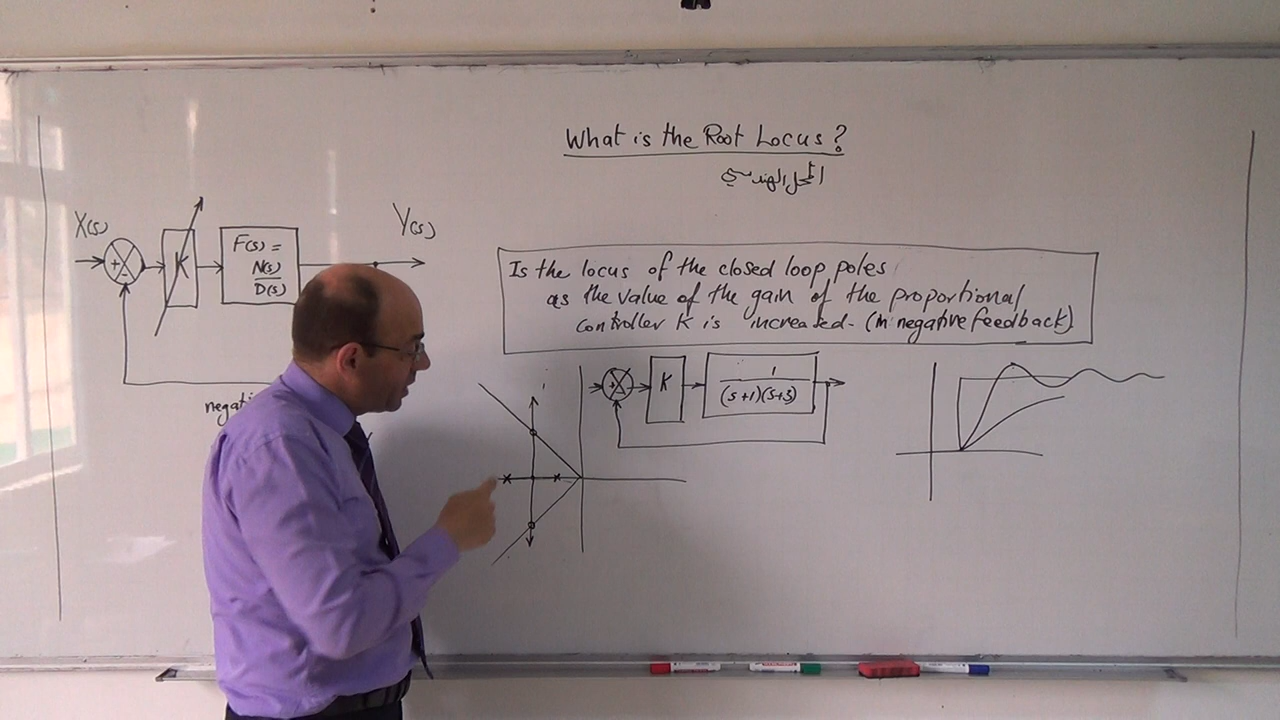 What is the Root Locus?
المحل الهندسي
X(s)
K
F(s) =
N(s)
D(s)
Y(s)
+
-
Is the locus of the closed loop poles
as the value of the gain of the proportional
controller K is increased. (in negative feedback)
+
-
K
1
(s+1)(s+3)